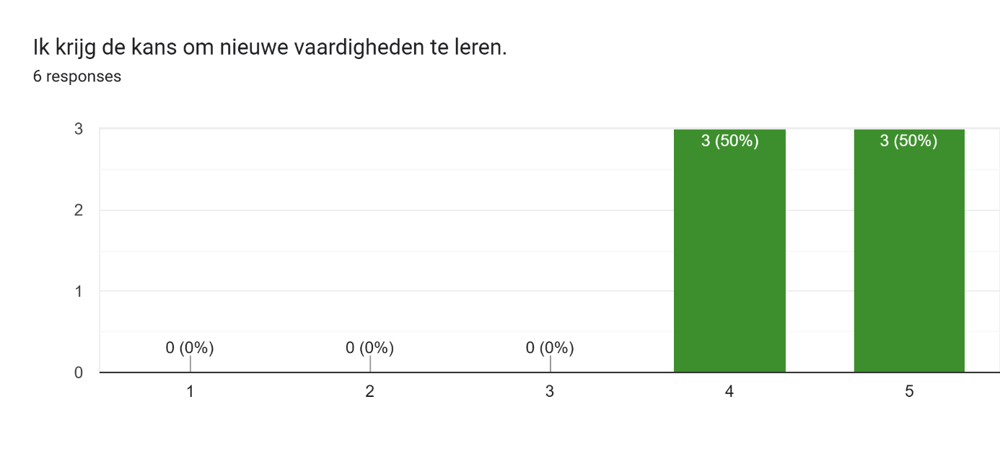 Ik krijg de kans om nieuwe vaardigheden te leren.
6 responses
3
2
1
0
0 (0%) 0 (0%) 0 (0%) 3 (50%) 3 (50%)
1 2 3 4 5